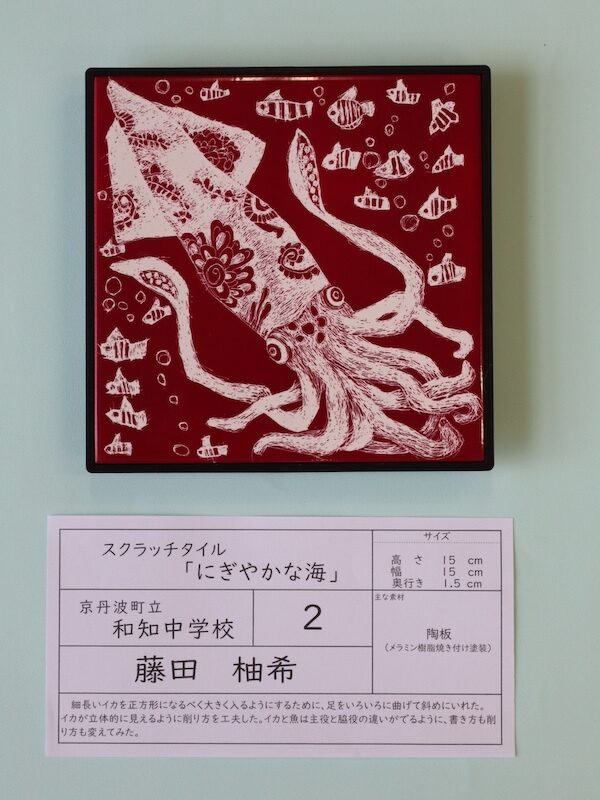 スクラッチタイル
「にぎやかな海」
サイズ
高さ 15 cm
幅 15 cm
奥行き 1.5 cm
京丹波町立
和知中学校
2
主な素材
陶板
(メラミン樹脂焼き付け塗装)
藤田 柚希
細長いイカを正方形になるべく大きく入るようにするために、足をいろいろに曲げて斜めにいれた。
イカが立体的に見えるように削り方を工夫した。イカと魚は主役と脇役の違いがでるように、書き方も削
り方も変えてみた。